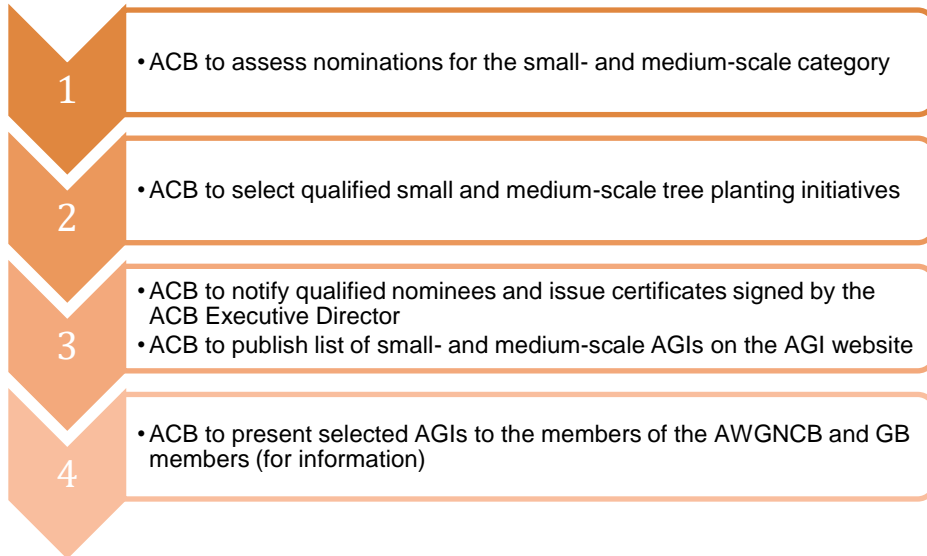 1
• ACB to assess nominations for the small- and medium-scale category
2
• ACB to select qualified small and medium-scale tree planting initiatives
3
• ACB to notify qualified nominees and issue certificates signed by the
ACB Executive Director
• ACB to publish list of small- and medium-scale AGIs on the AGI website
4
• ACB to present selected AGIs to the members of the AWGNCB and GB
members (for information)